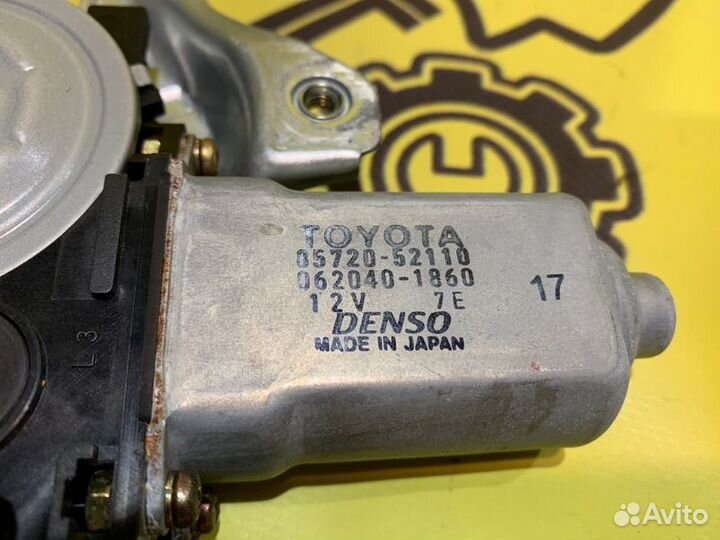 TOYOTA
85720-52110
062040-1860
12V 7E
17
DENSO
MADE IN JAPAN
L3
Avito